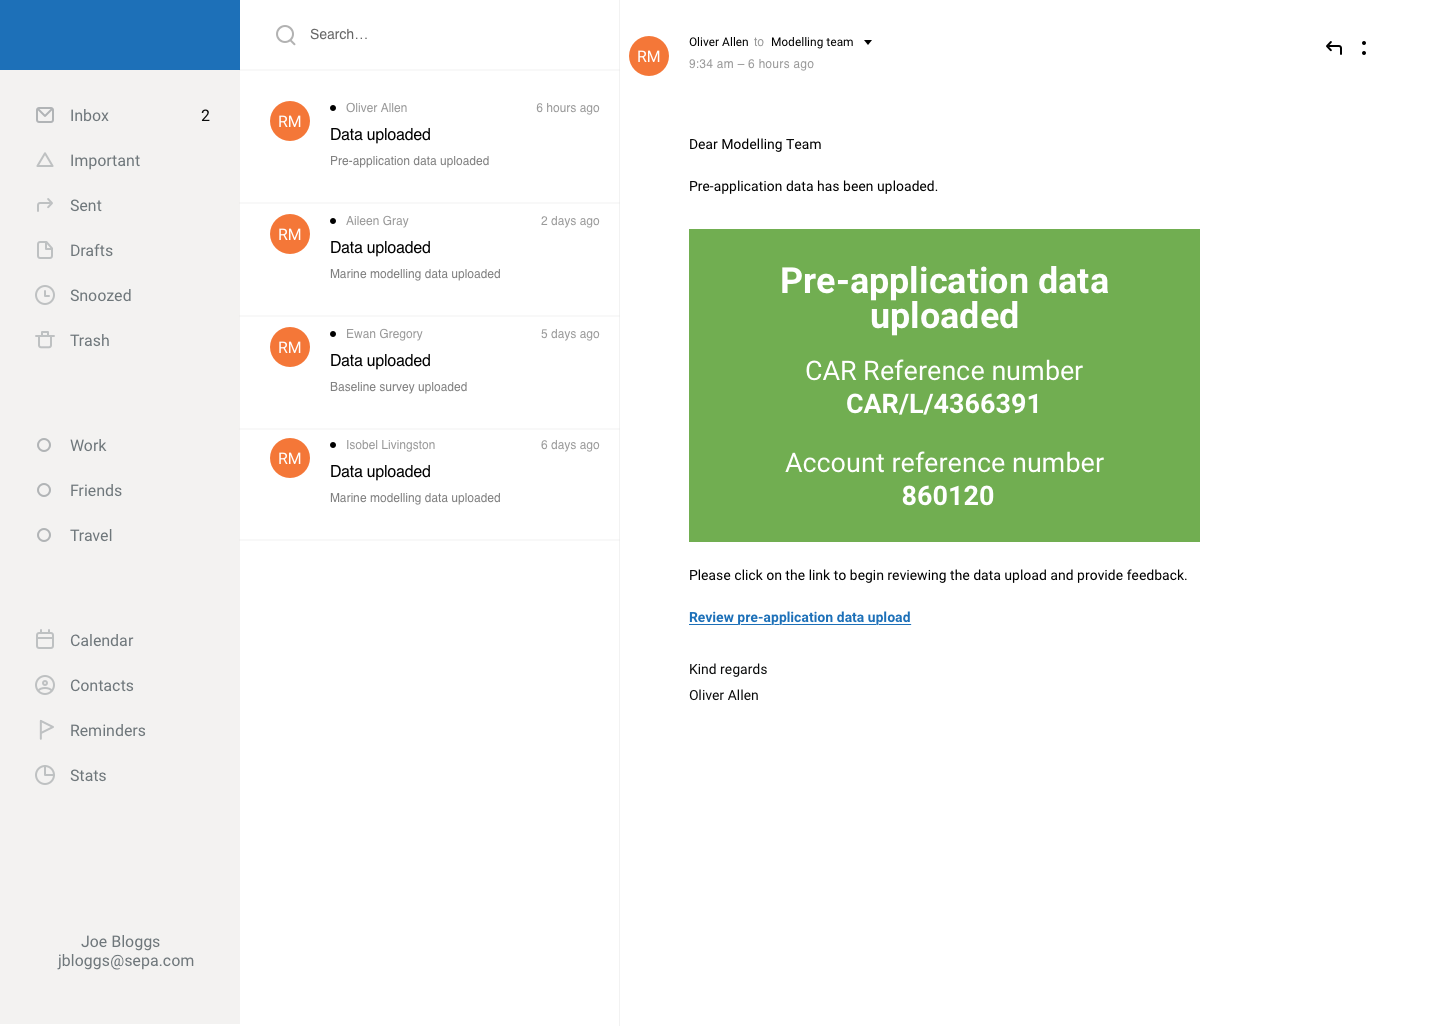 Inbox 2
Important
Sent
Drafts
Snoozed
Trash
Work
Friends
Travel
Calendar
Contacts
Reminders
Stats
Joe Bloggs
jbloggs@sepa.com
Search...
RM
Oliver Allen 6 hours ago
Data uploaded
Pre-application data uploaded
RM
Aileen Gray 2 days ago
Data uploaded
Marine modelling data uploaded
RM
Ewan Gregory 5 days ago
Data uploaded
Baseline survey uploaded
RM
Isobel Livingston 6 days ago
Data uploaded
Marine modelling data uploaded
RM
Oliver Allen to Modelling team
9:34 am – 6 hours ago
Dear Modelling Team
Pre-application data has been uploaded.
Pre-application data
uploaded
CAR Reference number
CAR/L/4366391
Account reference number
860120
Please click on the link to begin reviewing the data upload and provide feedback.
Review pre-application data upload
Kind regards
Oliver Allen